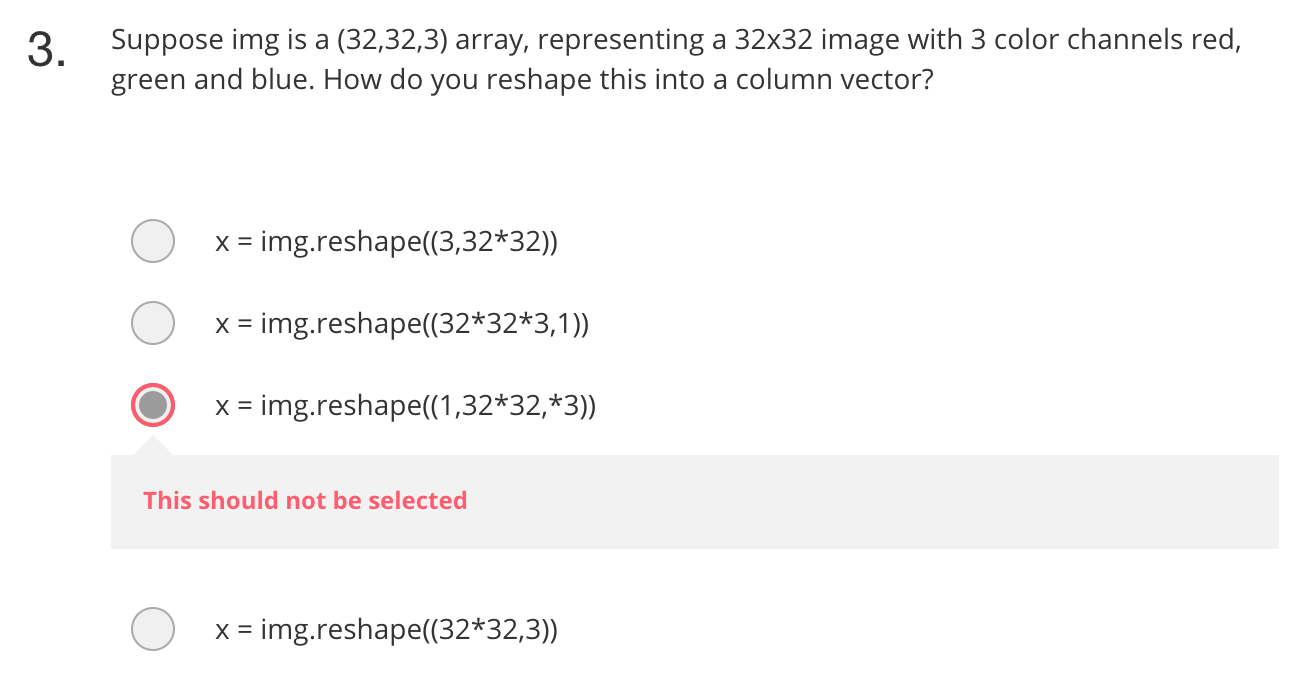 3.
Suppose img is a (32,32,3) array, representing a 32x32 image with 3 color channels red,
green and blue. How do you reshape this into a column vector?
x = img.reshape((3,32*32))
x = img.reshape((32*32*3,1))
x = img.reshape((1,32*32,*3))
This should not be selected
x = img.reshape((32*32,3))